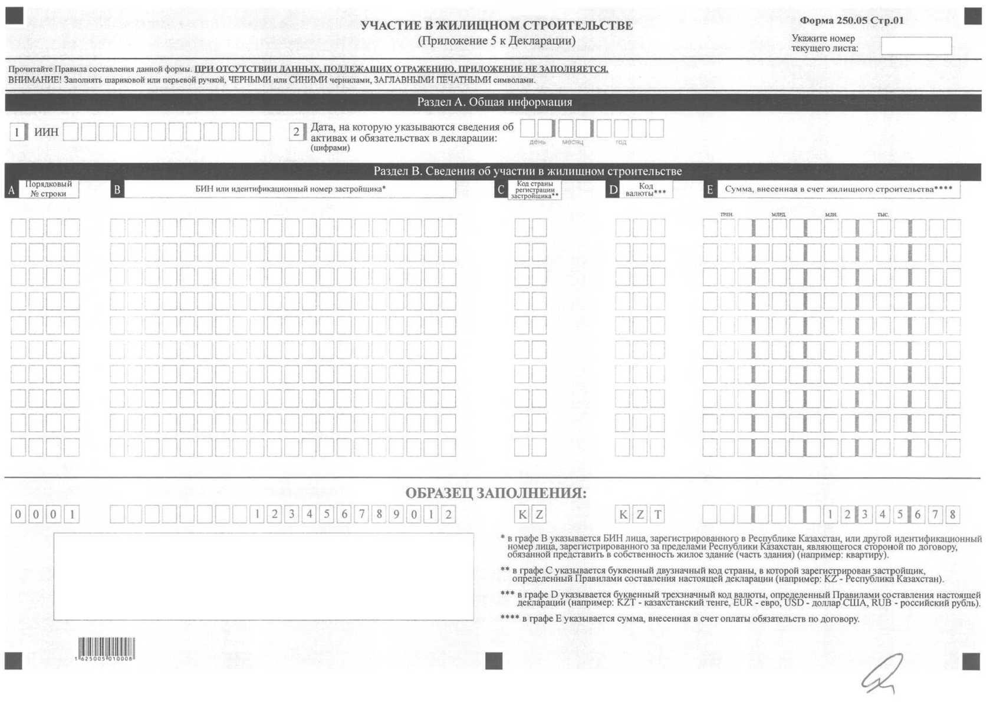 УЧАСТИЕ В ЖИЛИЩНОМ СТРОИТЕЛЬСТВЕ
(Приложение 5 к Декларации)
Форма 250.05 Стр.01
Укажите номер
текущего листа:
Прочитайте Правила составления данной формы. ПРИ ОТСУТСТВИИ ДАННЫХ, ПОДЛЕЖАЩИХ ОТРАЖЕНИЮ, ПРИЛОЖЕНИЕ НЕ ЗАПОЛНЯЕТСЯ.
ВНИМАНИЕ! Заполнять шариковой или перьевой ручкой, ЧЕРНЫМИ или СИНИМИ чернилами, ЗАГЛАВНЫМИ ПЕЧАТНЫМИ символами.
Раздел А. Общая информация
1 ИИН
2 Дата, на которую указываются сведения об
активах и обязательствах в декларации:
(цифрами)
день месяц год
Раздел В. Сведения об участии в жилищном строительстве
A Порядковый
№ строки
B БИН или идентификационный номер застройщика*
C Код страны
регистрации
застройщика**
D Код
валюты***
E Сумма, внесенная в счет жилищного строительства****
трлн. млрд. млн. тыс.
ОБРАЗЕЦ ЗАПОЛНЕНИЯ:
0001 123456789012 KZ KZT 12345678
* в графе B указывается БИН лица, зарегистрированного в Республике Казахстан, или другой идентификационный
номер лица, зарегистрированного за пределами Республики Казахстан, являющегося стороной по договору,
обязанной представить в собственность жилое здание (часть здания) (например: квартиру).
** в графе C указывается буквенный двузначный код страны, в которой зарегистрирован застройщик,
определенный Правилами составления настоящей декларации (например: KZ - Республика Казахстан).
*** в графе D указывается буквенный трехзначный код валюты, определенный Правилами составления настоящей
декларации (например: KZT - казахстанский тенге, EUR - евро, USD - доллар США, RUB - российский рубль).
**** в графе E указывается сумма, внесенная в счет оплаты обязательств по договору.
1 625005 010008